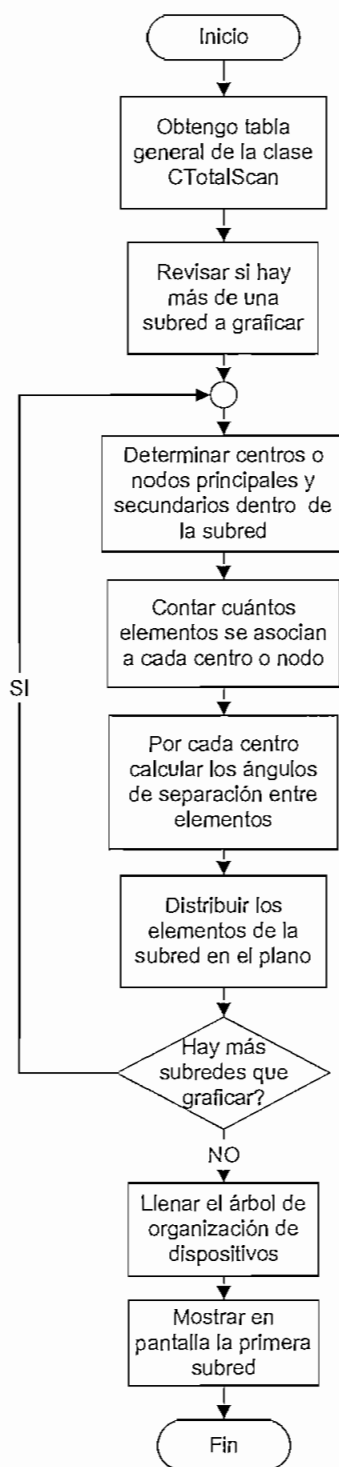 Inicio
Obtengo tabla
general de la clase
CTotalScan
Revisar si hay
más de una
subred a graficar
Determinar centros o
nodos principales y
secundarios dentro de
la subred
Contar cuántos
elementos se asocian
a cada centro o nodo
SI
Por cada centro
calcular los ángulos
de separación entre
elementos
Distribuir los
elementos de la
subred en el plano
Hay más
subredes que
graficar?
NO
Llenar el árbol de
organización de
dispositivos
Mostrar en
pantalla la primera
subred
Fin